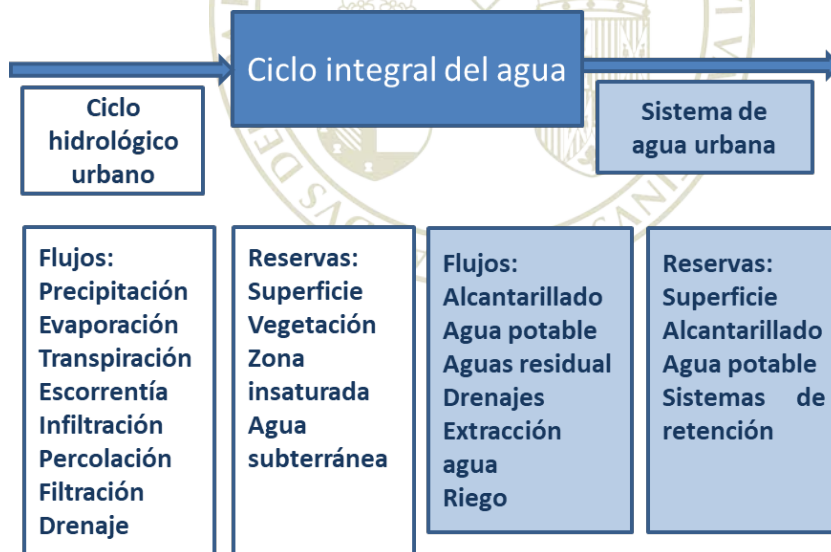 Ciclo integral del agua
Ciclo
hidrológico
urbano
Sistema de
agua urbana
Flujos:
Precipitación
Evaporación
Transpiración
Escorrentía
Infiltración
Percolación
Filtración
Drenaje
Reservas:
Superficie
Vegetación
Zona
insaturada
Agua
subterránea
Flujos:
Alcantarillado
Agua potable
Aguas residual
Drenajes
Extracción
agua
Riego
Reservas:
Superficie
Alcantarillado
Agua potable
Sistemas de
retención